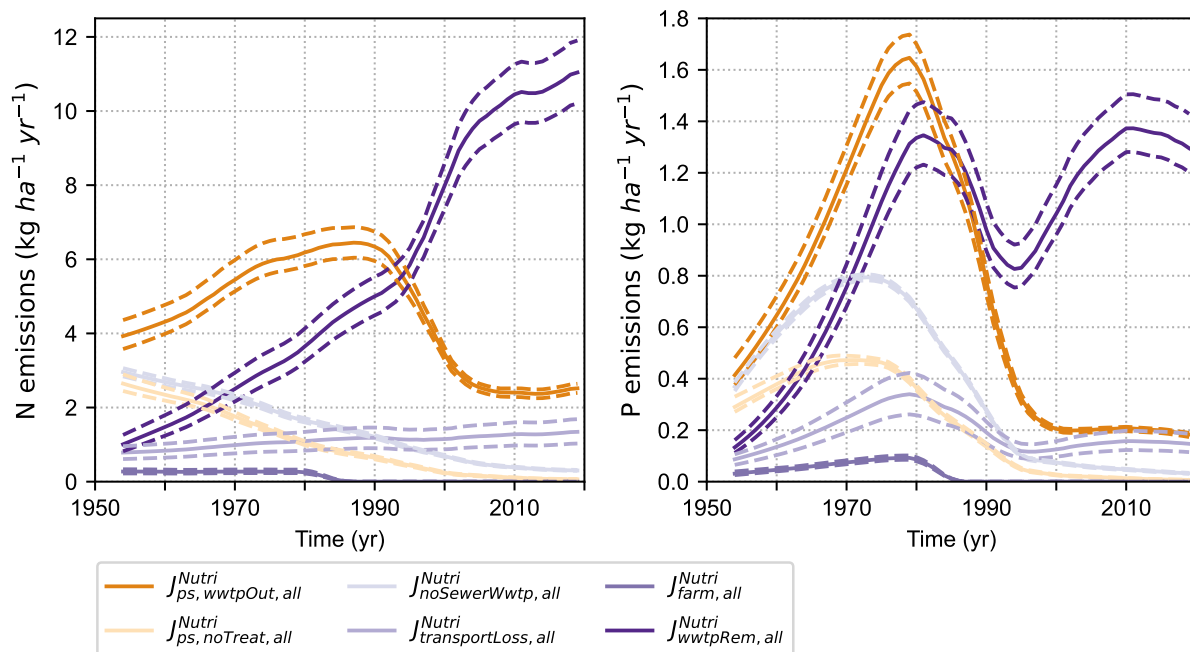 12
10
8
6
4
2
0
1950
1970
1990
2010
Time (yr)
N emissions (kg ha⁻¹ yr⁻¹)
1.8
1.6
1.4
1.2
1.0
0.8
0.6
0.4
0.2
0.0
1950
1970
1990
2010
Time (yr)
P emissions (kg ha⁻¹ yr⁻¹)
J^Nutri_ps, wwtpOut, all
J^Nutri_noSewerWwtp, all
J^Nutri_farm, all
J^Nutri_ps, noTreat, all
J^Nutri_transportLoss, all
J^Nutri_wwtpRem, all